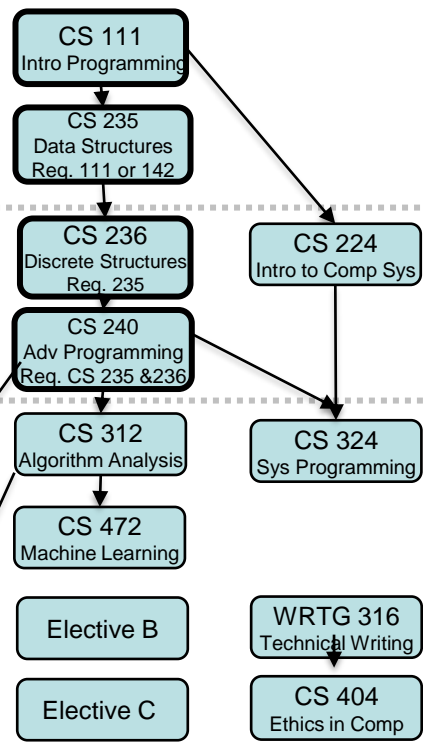 CS 111
Intro Programming
CS 235
Data Structures
Req. 111 or 142
CS 236
Discrete Structures
Req. 235
CS 224
Intro to Comp Sys
CS 240
Adv Programming
Req. CS 235 &236
CS 312
Algorithm Analysis
CS 324
Sys Programming
CS 472
Machine Learning
Elective B
WRTG 316
Technical Writing
Elective C
CS 404
Ethics in Comp